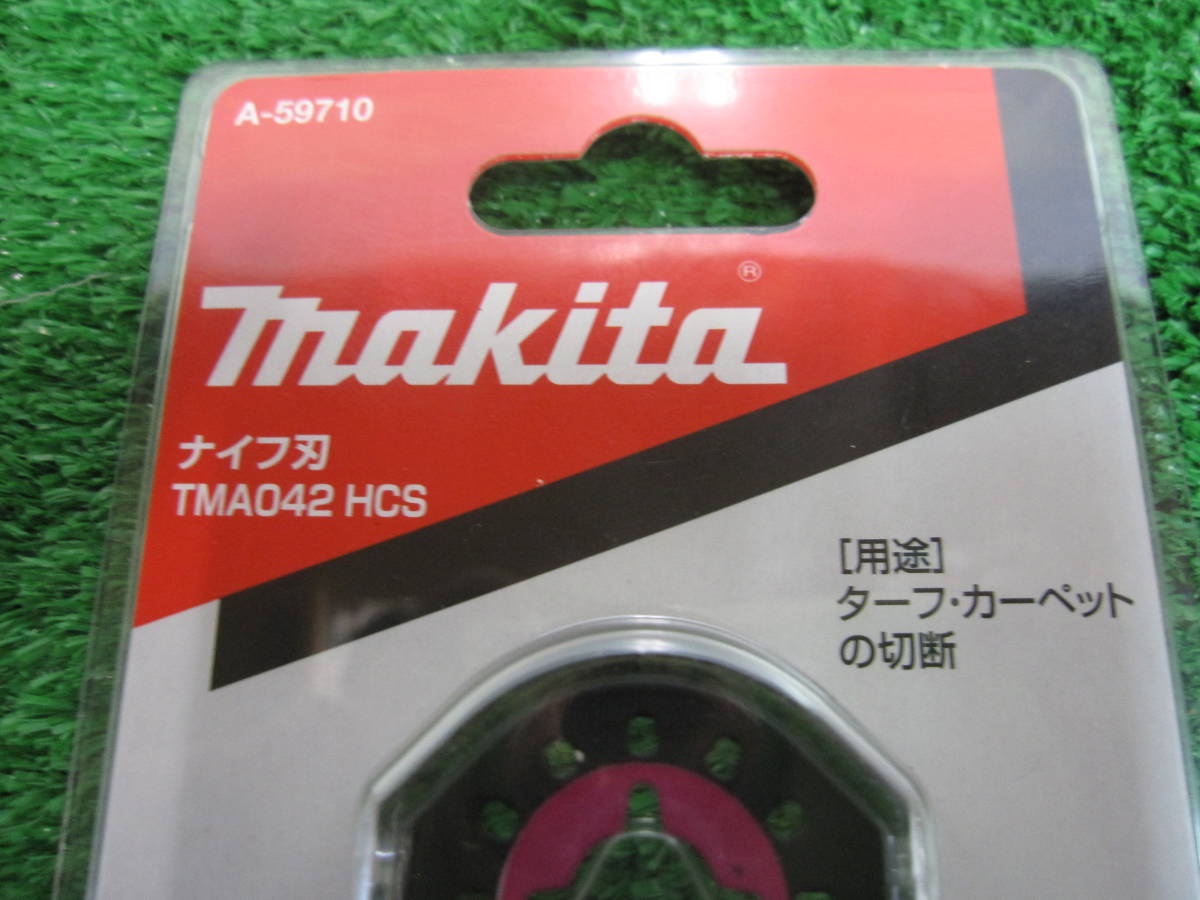 A-59710
makita®
ナイフ刃
TMA042 HCS
[用途]
ターフ・カーペット
の切断